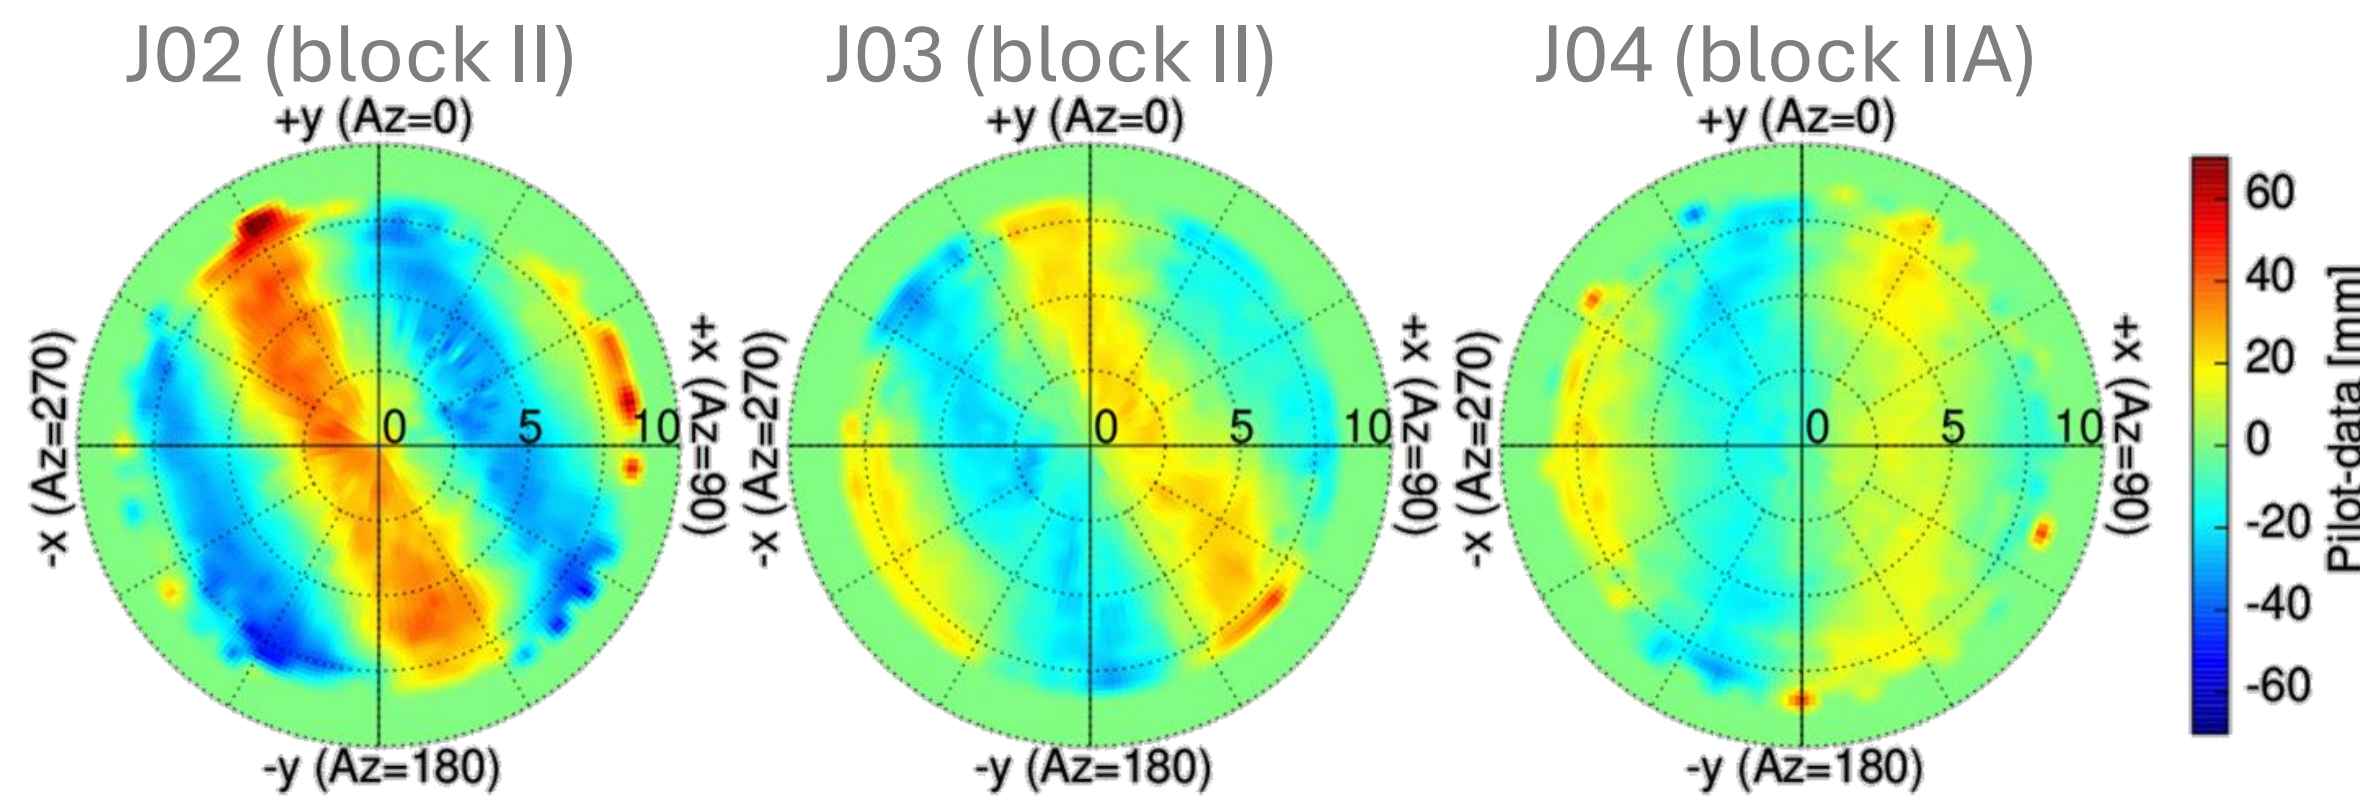 J02 (block II)
J03 (block II)
J04 (block IIA)
+y (Az=0)
+y (Az=0)
+y (Az=0)
-x (Az=270)
0
5
10
+x (Az=90)
-x (Az=270)
0
5
10
+x (Az=90)
-x (Az=270)
0
5
10
+x (Az=90)
-y (Az=180)
-y (Az=180)
-y (Az=180)
60
40
20
0
-20
-40
-60
Pilot-data [mm]